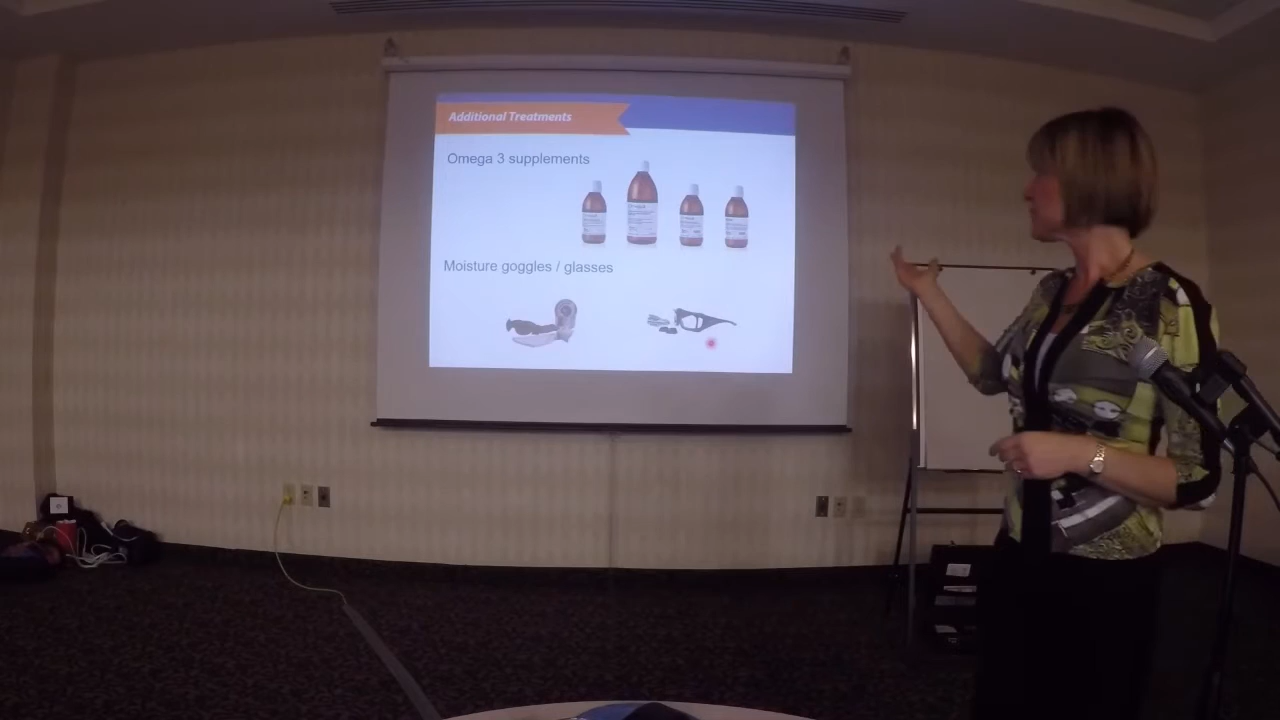 Additional Treatments
Omega 3 supplements
Moisture goggles / glasses